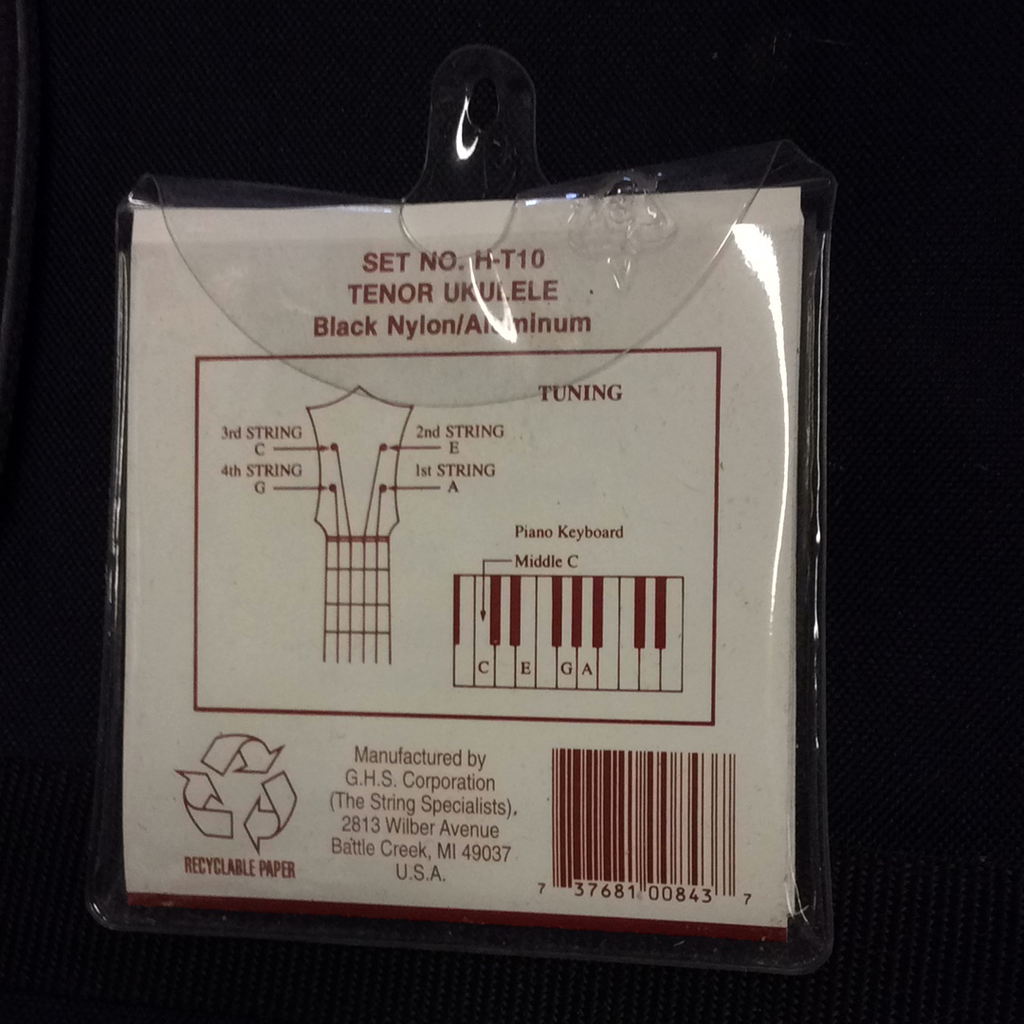 SET NO. H-T10
TENOR UKULELE
Black Nylon/Aluminum
TUNING
3rd STRING
C
2nd STRING
E
4th STRING
G
1st STRING
A
Piano Keyboard
Middle C
C E G A
Manufactured by
G.H.S. Corporation
(The String Specialists),
2813 Wilber Avenue
Battle Creek, MI 49037
U.S.A.
RECYCLABLE PAPER
7 37681 00843 7